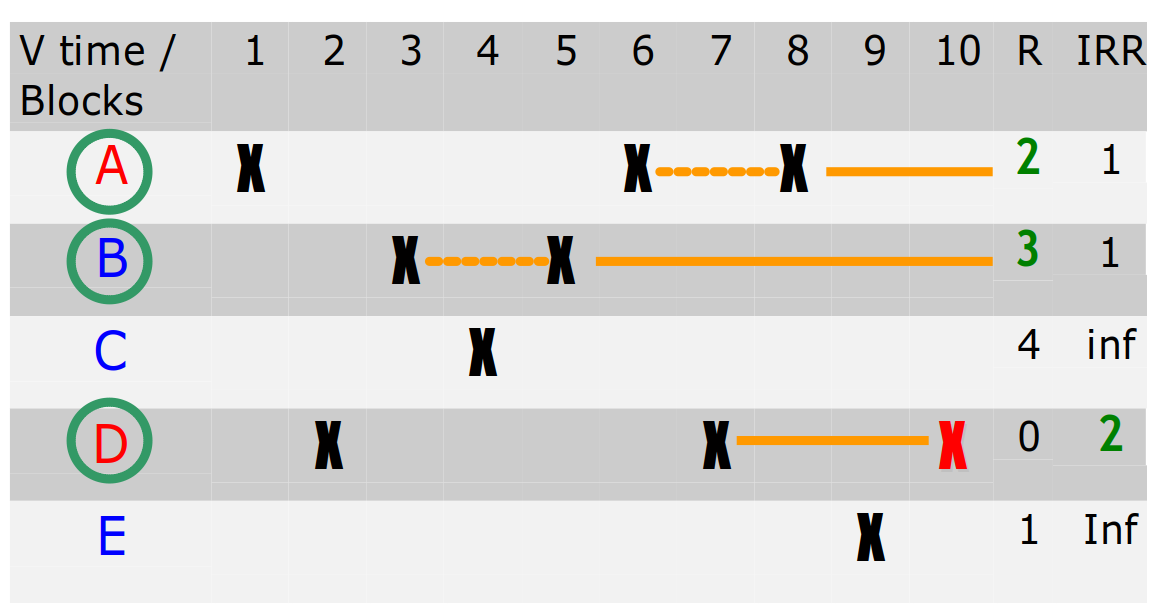 V time / 1 2 3 4 5 6 7 8 9 10 R IRR
Blocks
A X X X 2 1
B X X 3 1
C X 4 inf
D X X X 0 2
E X 1 Inf